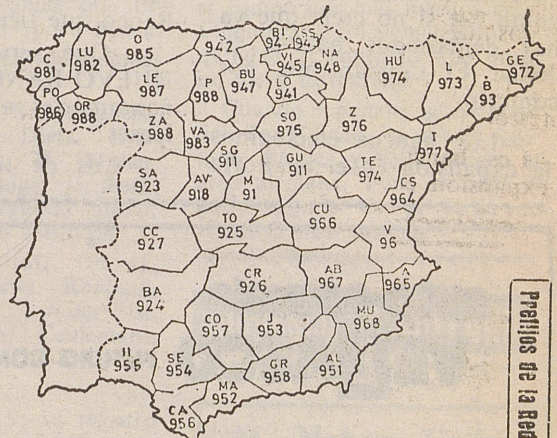 O
985
S
942
BI
94
SS
94
C
981
LU
982
VI
945
NA
948
HU
974
L
973
GE
972
LE
987
P
988
BU
947
LO
941
B
93
PO
986
OR
988
ZA
988
VA
983
SO
975
Z
976
T
977
SG
911
GU
911
TE
974
SA
923
AV
918
M
91
CS
964
TO
925
CU
966
CC
927
V
96
CR
926
AB
967
A
965
BA
924
CO
957
J
953
MU
968
H
955
SE
954
GR
958
AL
951
MA
952
CA
956
Prefijos de la Red